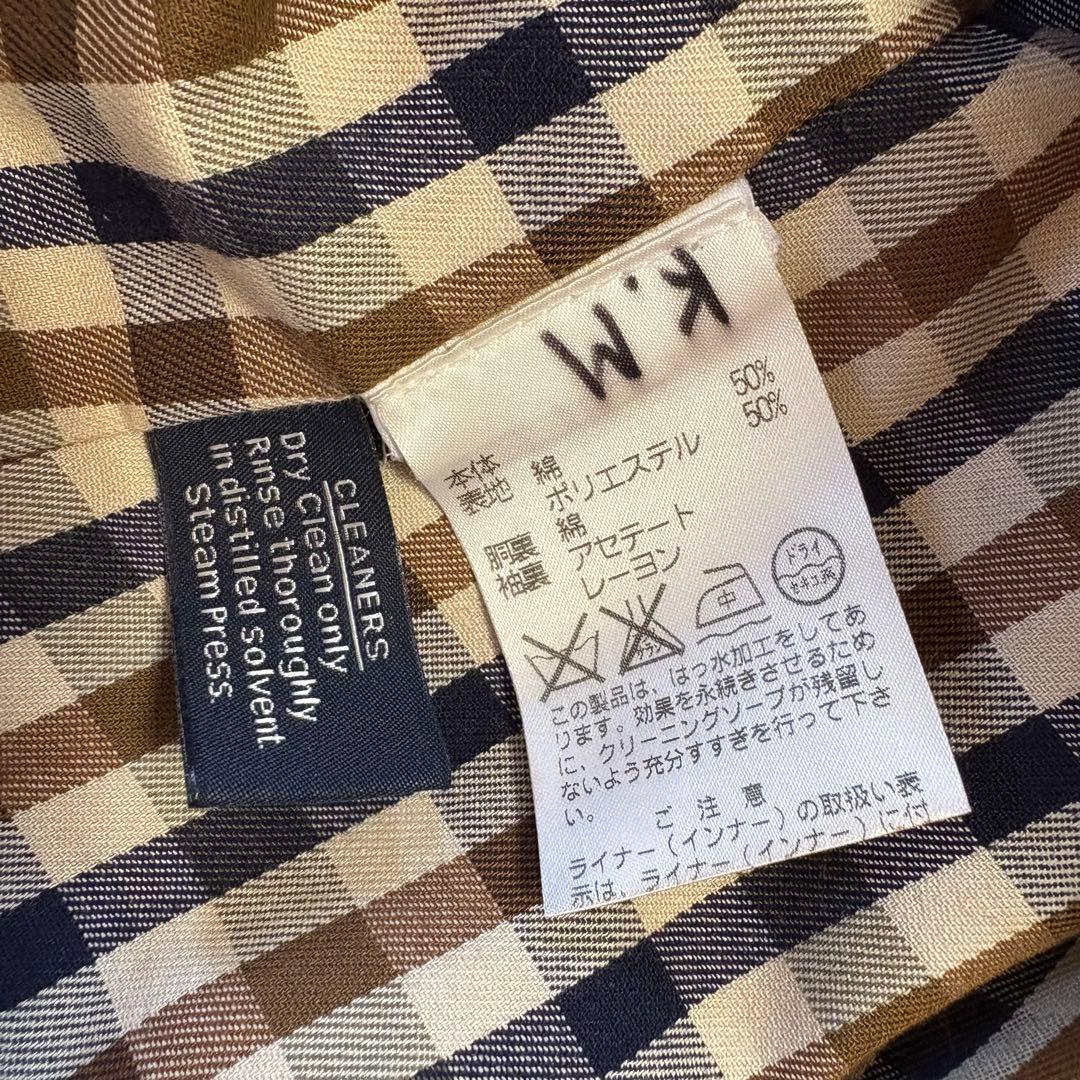 CLEANERS
Dry Clean only
Rinse thoroughly
in distilled solvent
Steam Press.
K.M
本体 綿 50%
表地 ポリエステル 50%
胴裏 綿
袖裏 アセテート
レーヨン
中
ドライ
セキユ系
この製品は、はっ水加工をしてあ
ります。効果を永続きさせるため
に、クリーニングソープが残留し
ないよう充分すすぎを行って下さ
い。
ご注意
ライナー(インナー)の取扱い表
示は、ライナー(インナー)に付